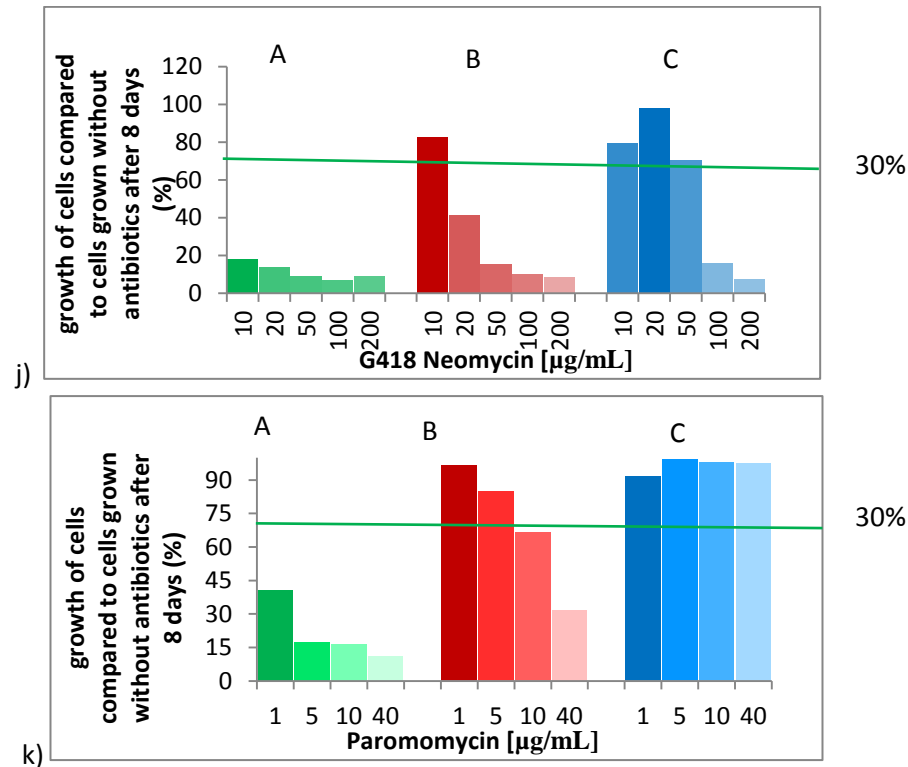 A B C
growth of cells compared
to cells grown without
antibiotics after 8 days
(%)
120
100
80
60
40
20
0
30%
10 20 50 100 200 10 20 50 100 200 10 20 50 100 200
G418 Neomycin [µg/mL]
j)
A B C
growth of cells
compared to cells grown
without antibiotics after
8 days (%)
90
75
60
45
30
15
0
30%
1 5 10 40 1 5 10 40 1 5 10 40
Paromomycin [µg/mL]
k)